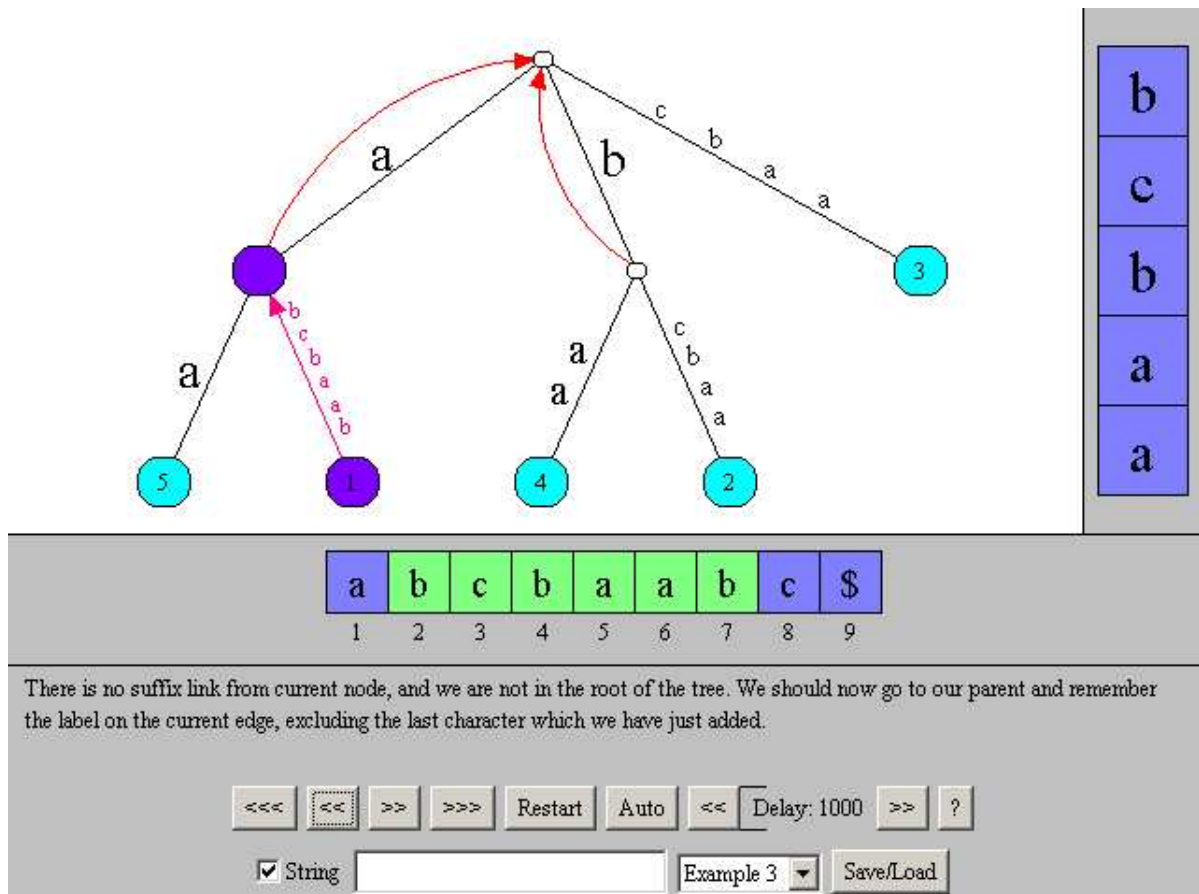 a
b
c
b
a
a
a
b
c
b
a
a
b
a
a
c
b
a
a
5
1
4
2
3
b
c
b
a
a
a b c b a a b c $
1 2 3 4 5 6 7 8 9
There is no suffix link from current node, and we are not in the root of the tree. We should now go to our parent and remember
the label on the current edge, excluding the last character which we have just added.
<<< << >> >>> Restart Auto << Delay: 1000 >> ?
String Example 3 Save/Load